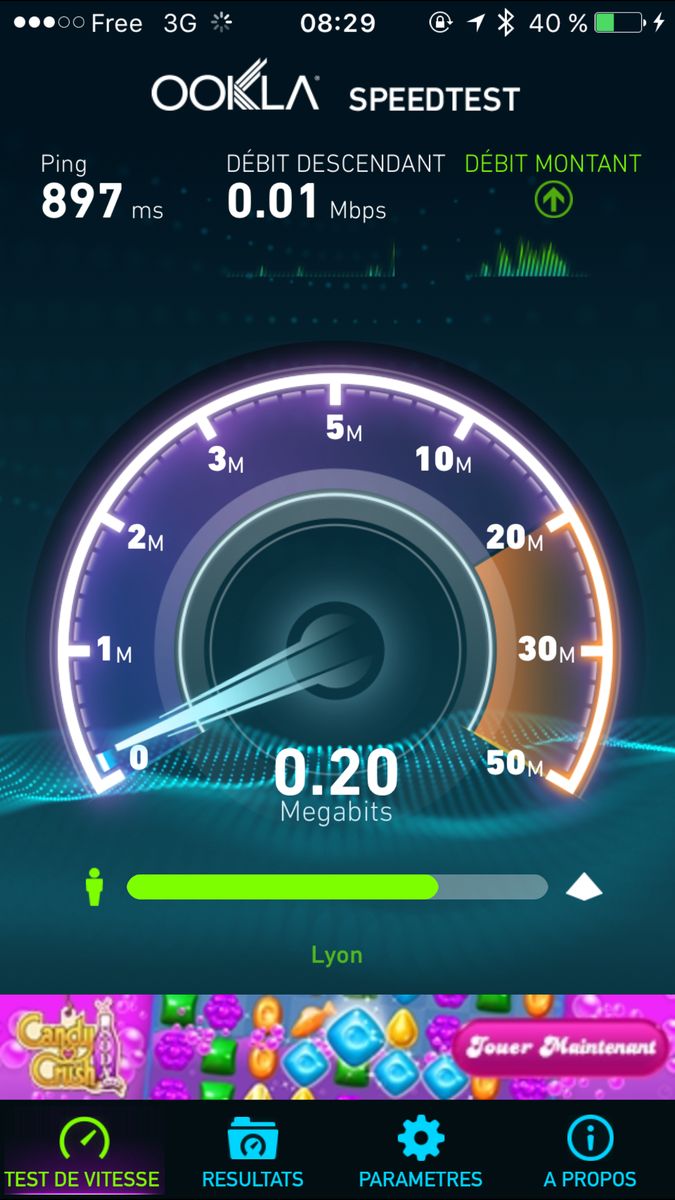 Free 3G 08:29 40 %
OOKLA SPEEDTEST
Ping DÉBIT DESCENDANT DÉBIT MONTANT
897 ms 0.01 Mbps
5M
3M 10M
2M 20M
1M 30M
0 50M
0.20
Megabits
Lyon
Candy Crush SODA Jouer Maintenant
TEST DE VITESSE RESULTATS PARAMETRES A PROPOS